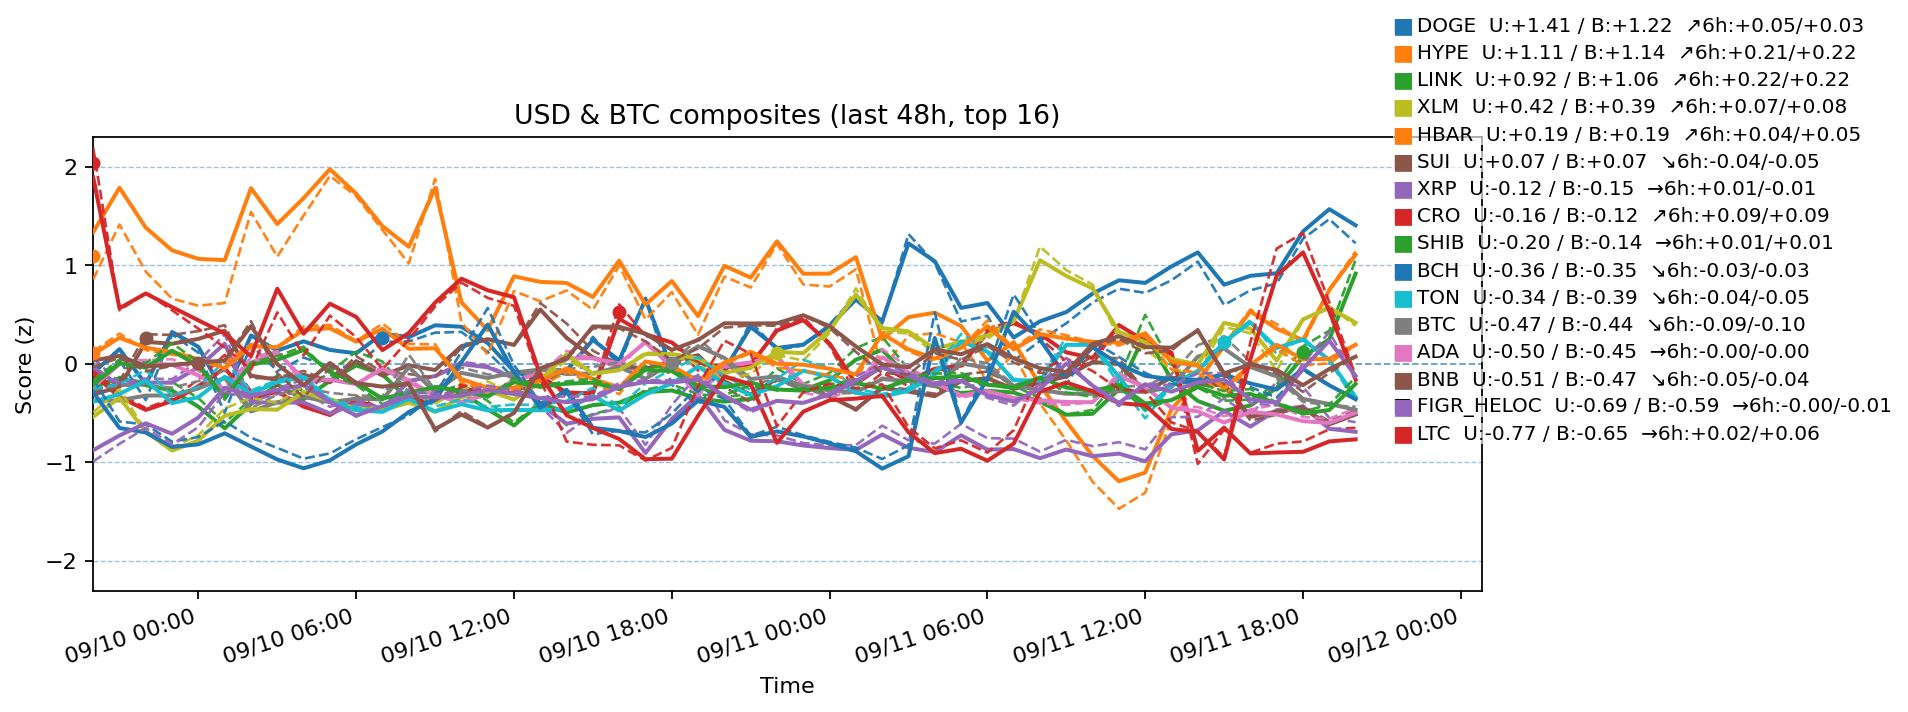 DOGE  U:+1.41 / B:+1.22  ↗6h:+0.05/+0.03
HYPE  U:+1.11 / B:+1.14  ↗6h:+0.21/+0.22
LINK  U:+0.92 / B:+1.06  ↗6h:+0.22/+0.22
XLM  U:+0.42 / B:+0.39  ↗6h:+0.07/+0.08
HBAR  U:+0.19 / B:+0.19  ↗6h:+0.04/+0.05
SUI  U:+0.07 / B:+0.07  ↘6h:-0.04/-0.05
XRP  U:-0.12 / B:-0.15  →6h:+0.01/-0.01
CRO  U:-0.16 / B:-0.12  ↗6h:+0.09/+0.09
SHIB  U:-0.20 / B:-0.14  →6h:+0.01/+0.01
BCH  U:-0.36 / B:-0.35  ↘6h:-0.03/-0.03
TON  U:-0.34 / B:-0.39  ↘6h:-0.04/-0.05
BTC  U:-0.47 / B:-0.44  ↘6h:-0.09/-0.10
ADA  U:-0.50 / B:-0.45  →6h:-0.00/-0.00
BNB  U:-0.51 / B:-0.47  ↘6h:-0.05/-0.04
FIGR_HELOC  U:-0.69 / B:-0.59  →6h:-0.00/-0.01
LTC  U:-0.77 / B:-0.65  →6h:+0.02/+0.06
USD & BTC composites (last 48h, top 16)
Score (z)
2
1
0
−1
−2
09/10 00:00
09/10 06:00
09/10 12:00
09/10 18:00
09/11 00:00
09/11 06:00
09/11 12:00
09/11 18:00
09/12 00:00
Time